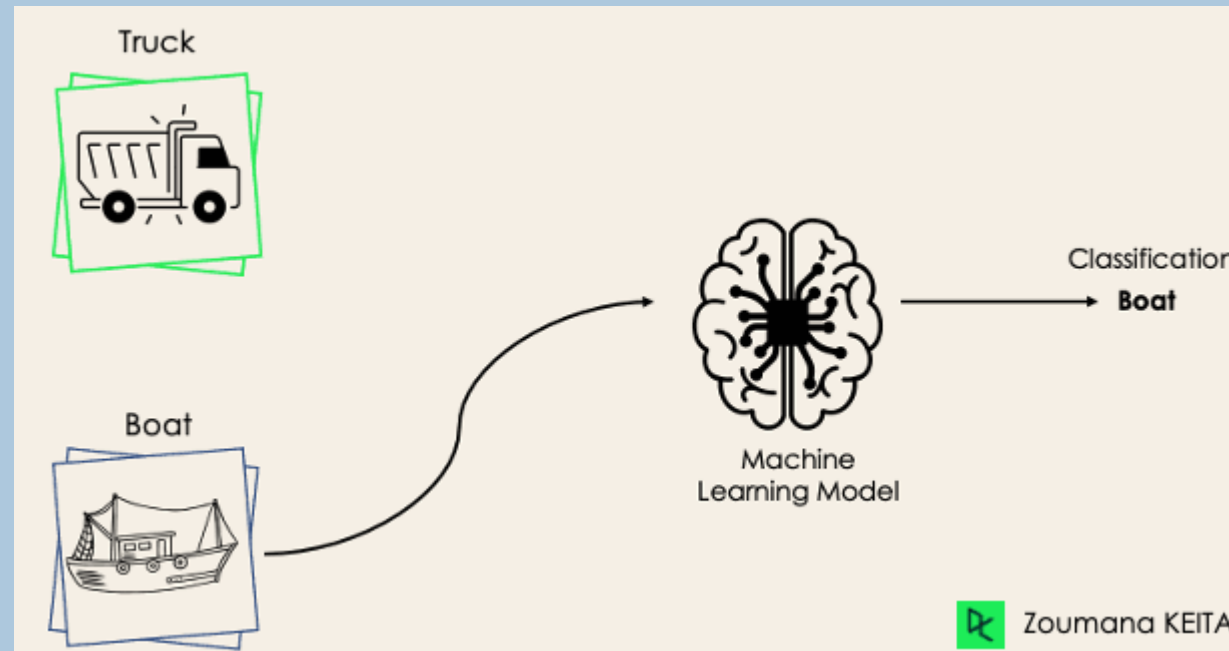 Truck
Classification
Boat
Boat
Machine
Learning Model
Zoumana KEITA